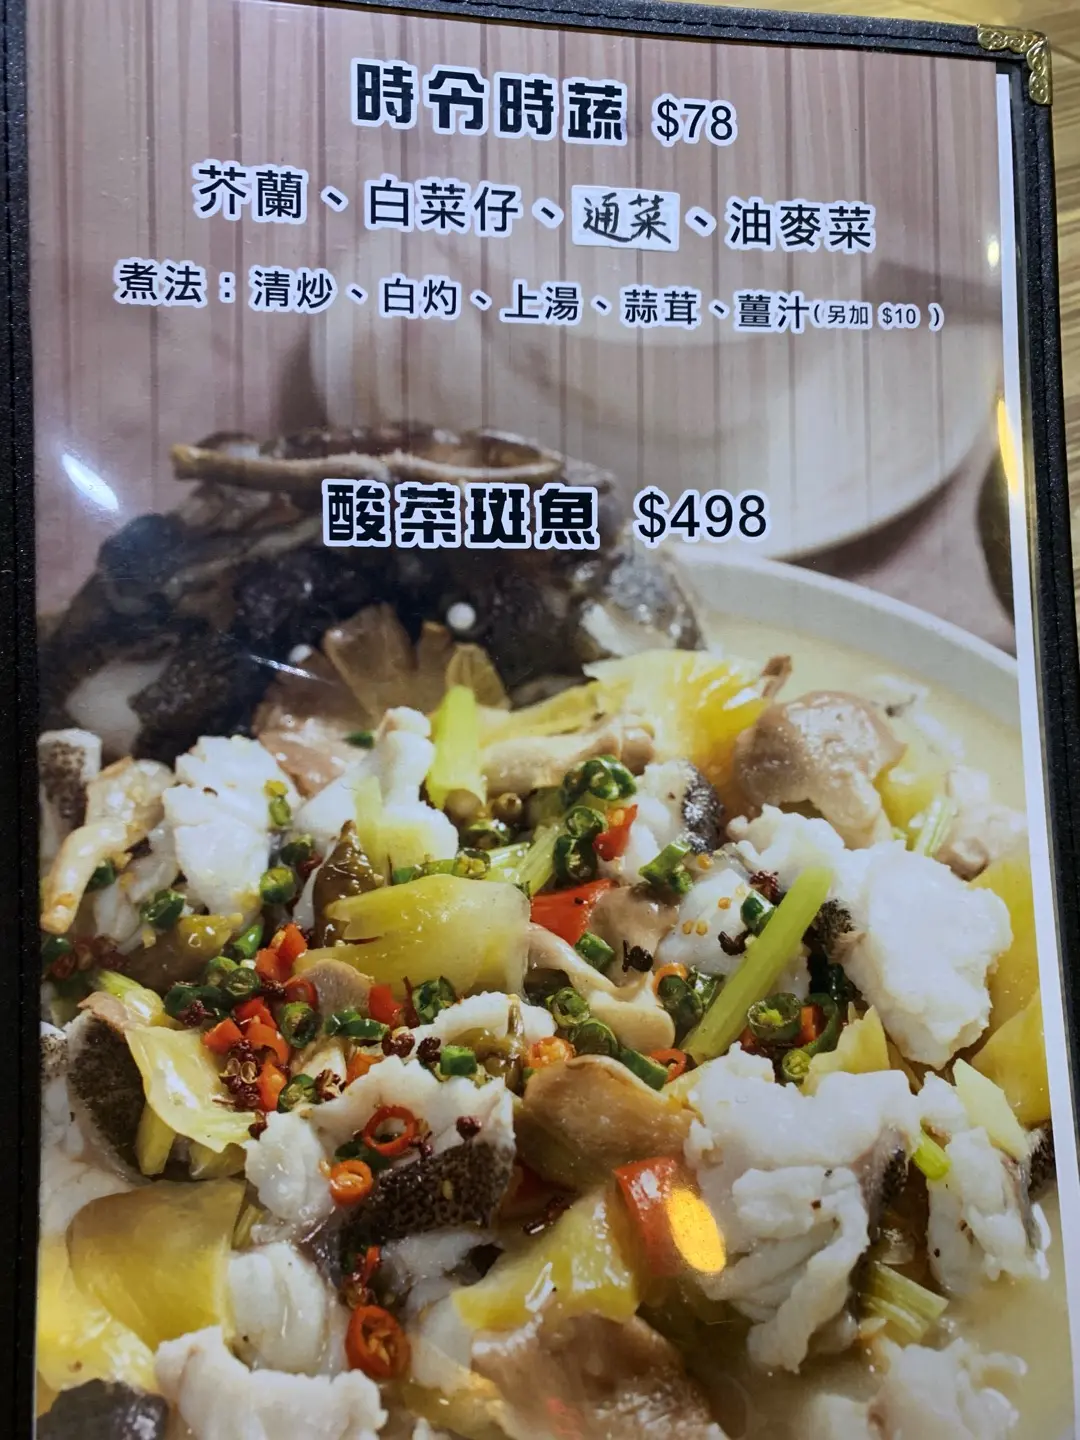 時令時蔬 $78
芥蘭、白菜仔、通菜、油麥菜
煮法：清炒、白灼、上湯、蒜茸、薑汁(另加 $10 )
酸菜斑魚 $498